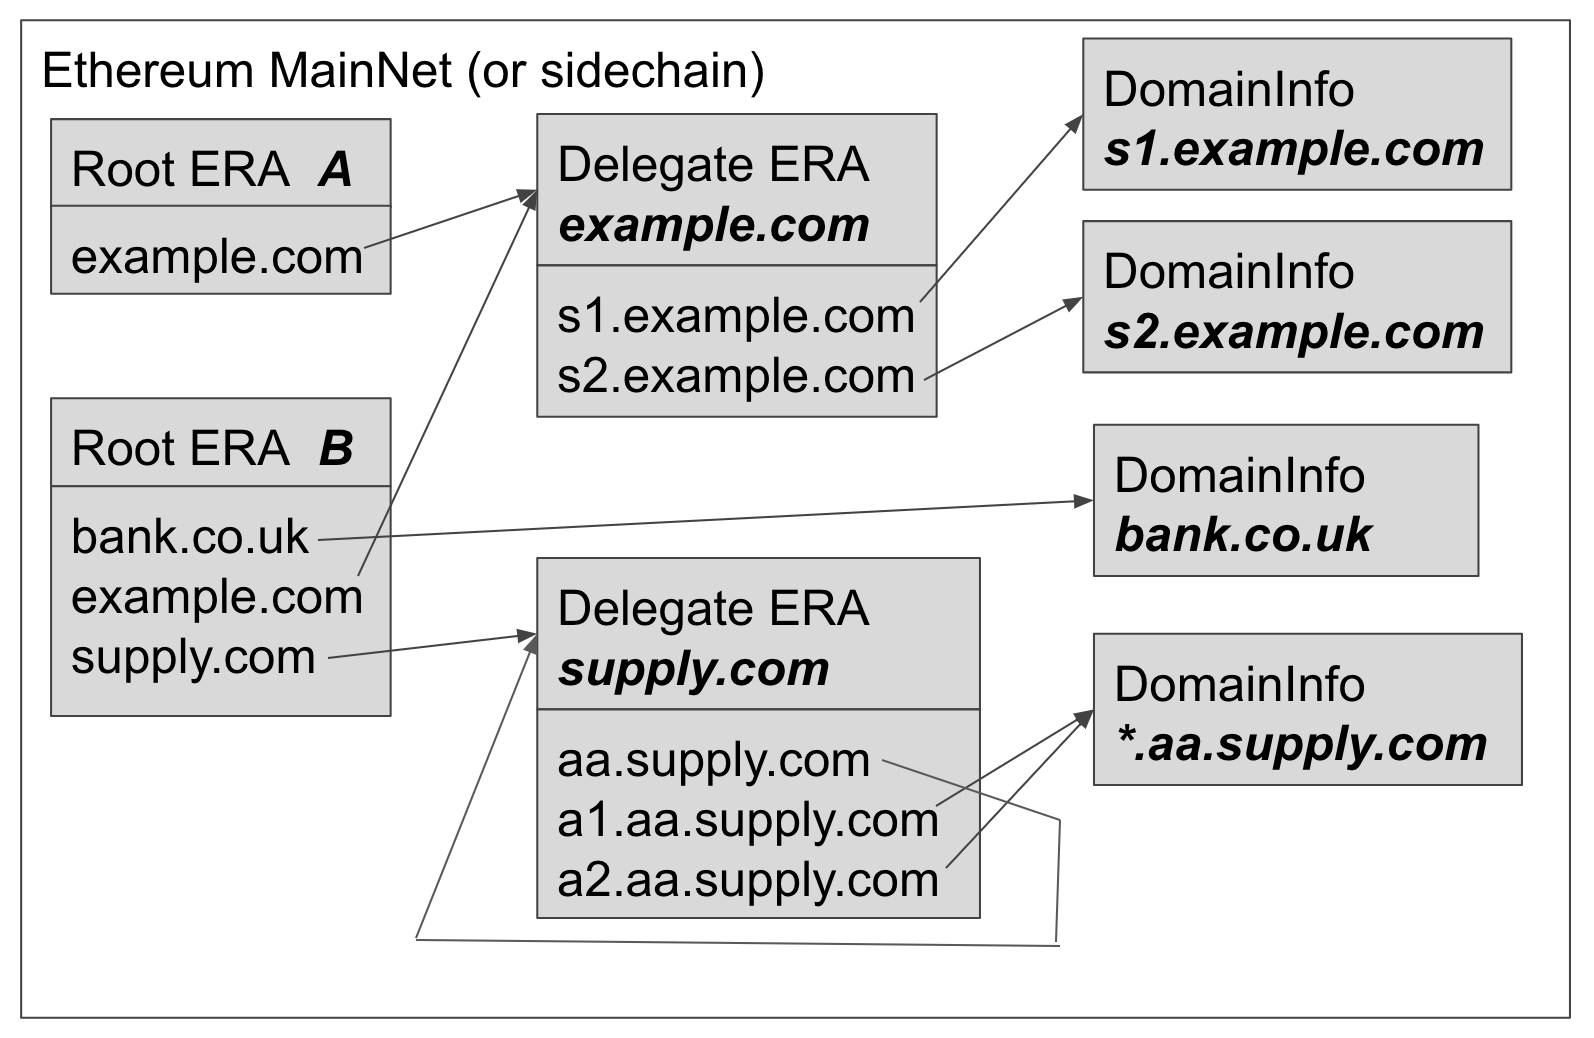 Ethereum MainNet (or sidechain)
Root ERA A
example.com
Root ERA B
bank.co.uk
example.com
supply.com
Delegate ERA
example.com
s1.example.com
s2.example.com
Delegate ERA
supply.com
aa.supply.com
a1.aa.supply.com
a2.aa.supply.com
DomainInfo
s1.example.com
DomainInfo
s2.example.com
DomainInfo
bank.co.uk
DomainInfo
*.aa.supply.com